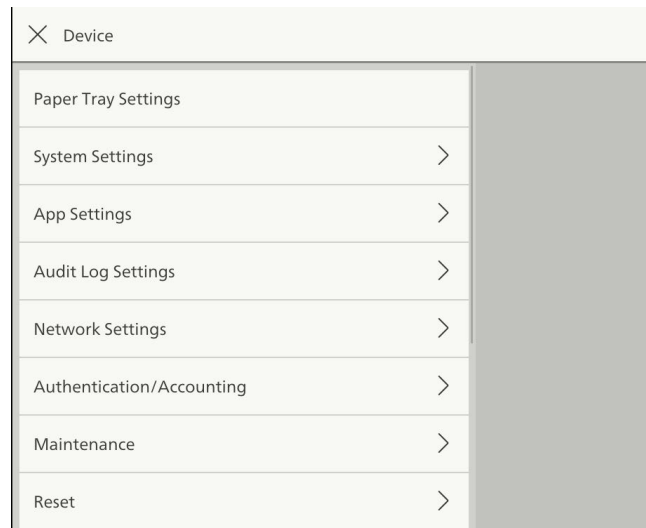 Device
Paper Tray Settings
System Settings
App Settings
Audit Log Settings
Network Settings
Authentication/Accounting
Maintenance
Reset